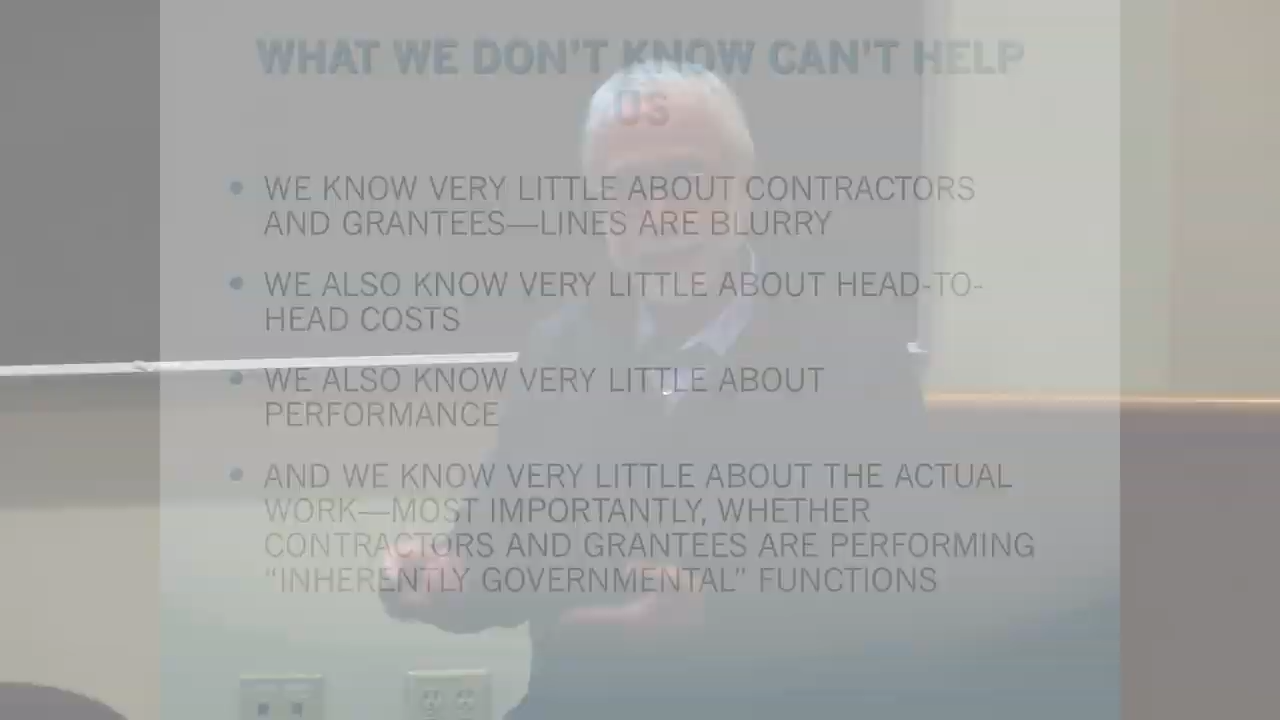 WHAT WE DON'T KNOW CAN'T HELP
US
• WE KNOW VERY LITTLE ABOUT CONTRACTORS
AND GRANTEES—LINES ARE BLURRY
• WE ALSO KNOW VERY LITTLE ABOUT HEAD-TO-
HEAD COSTS
• WE ALSO KNOW VERY LITTLE ABOUT
PERFORMANCE
• AND WE KNOW VERY LITTLE ABOUT THE ACTUAL
WORK—MOST IMPORTANTLY, WHETHER
CONTRACTORS AND GRANTEES ARE PERFORMING
“INHERENTLY GOVERNMENTAL” FUNCTIONS